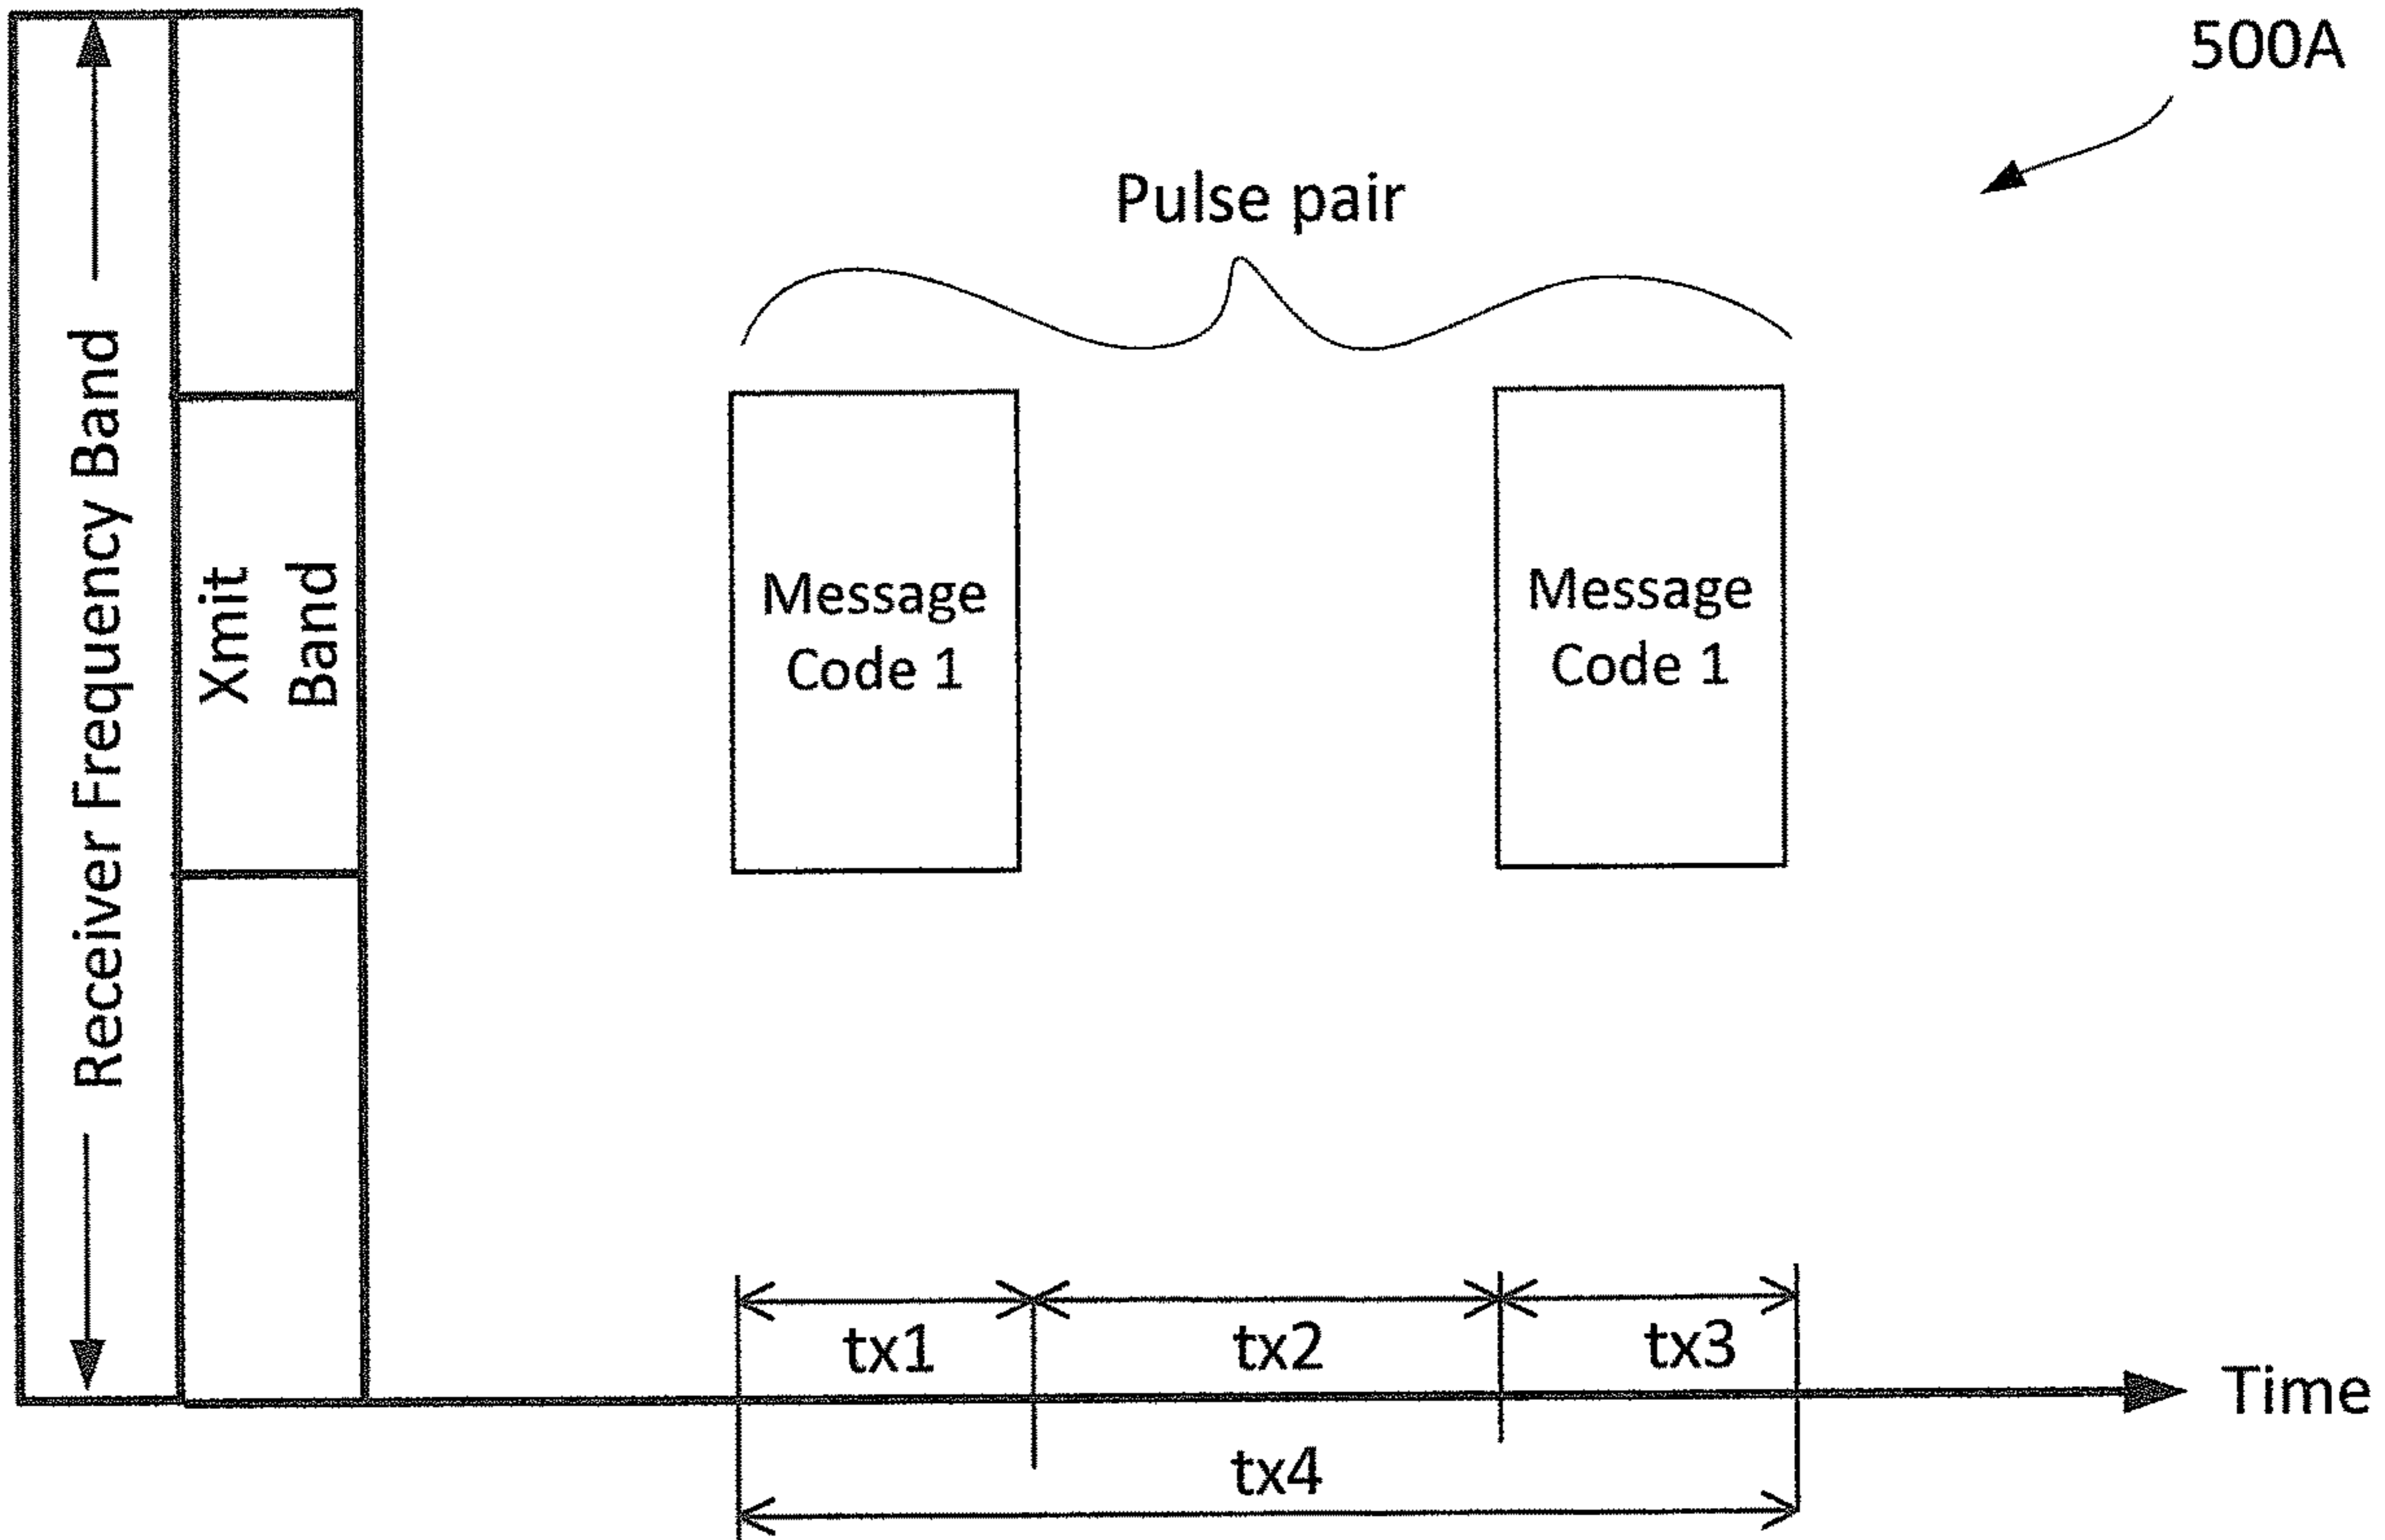 500A
Pulse pair
Receiver Frequency Band
Xmit
Band
Message
Code 1
Message
Code 1
tx1
tx2
tx3
Time
tx4